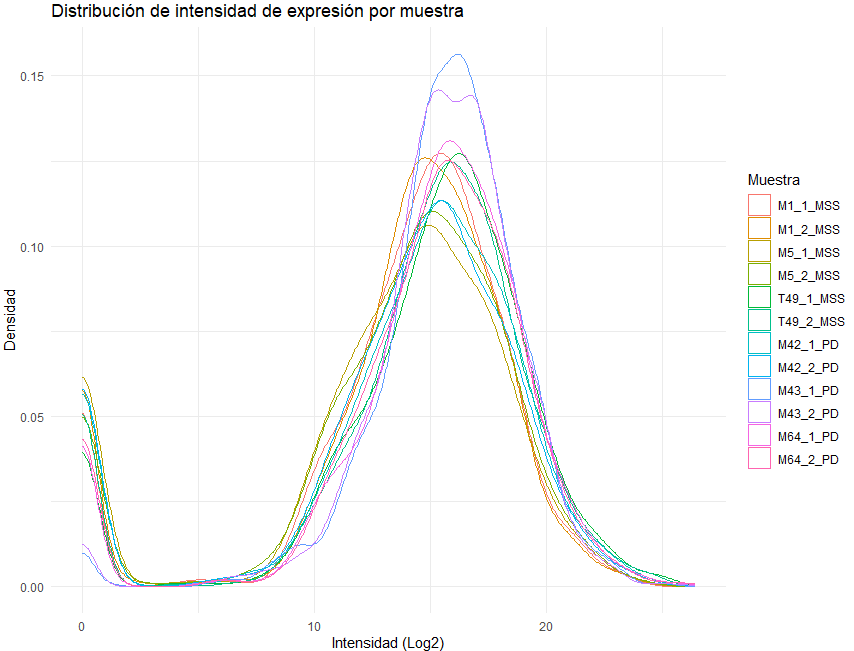 Distribución de intensidad de expresión por muestra
Densidad
0.15
0.10
0.05
0.00
0
10
20
Intensidad (Log2)
Muestra
M1_1_MSS
M1_2_MSS
M5_1_MSS
M5_2_MSS
T49_1_MSS
T49_2_MSS
M42_1_PD
M42_2_PD
M43_1_PD
M43_2_PD
M64_1_PD
M64_2_PD